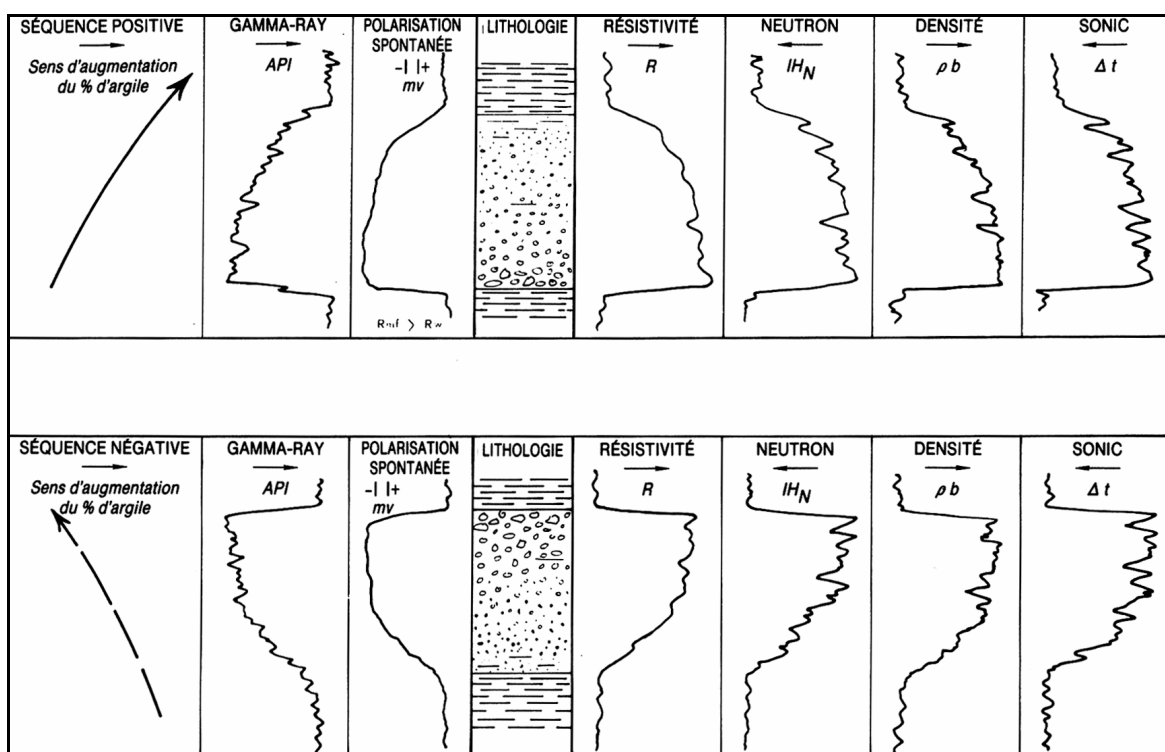 SÉQUENCE POSITIVE
Sens d'augmentation
du % d'argile
GAMMA-RAY
API
POLARISATION
SPONTANÉE
-| |+
mv
Rmf > Rw
LITHOLOGIE
RÉSISTIVITÉ
R
NEUTRON
IHN
DENSITÉ
ρb
SONIC
Δt
SÉQUENCE NÉGATIVE
Sens d'augmentation
du % d'argile
GAMMA-RAY
API
POLARISATION
SPONTANÉE
-| |+
mv
LITHOLOGIE
RÉSISTIVITÉ
R
NEUTRON
IHN
DENSITÉ
ρb
SONIC
Δt